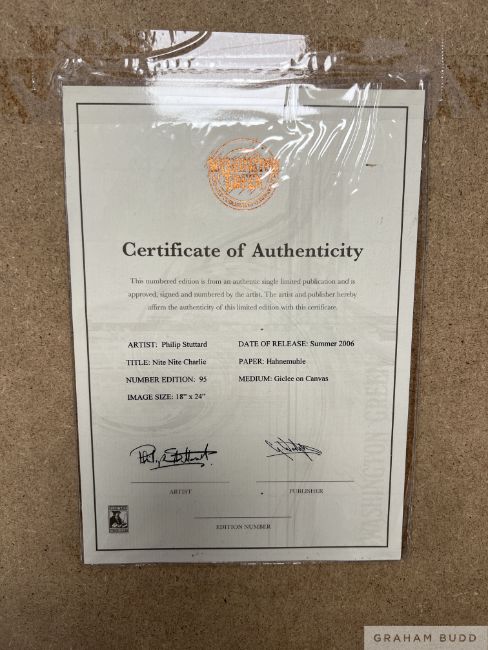 Certificate of Authenticity
This numbered edition is from an authentic single limited publication and is
approved, signed and numbered by the artist. The artist and publisher hereby
affirm the authenticity of this limited edition with this certificate.
ARTIST: Philip Stuttard
DATE OF RELEASE: Summer 2006
TITLE: Nite Nite Charlie
PAPER: Hahnemuhle
NUMBER EDITION: 95
MEDIUM: Giclee on Canvas
IMAGE SIZE: 18" x 24"
ARTIST
PUBLISHER
EDITION NUMBER
GRAHAM BUDD